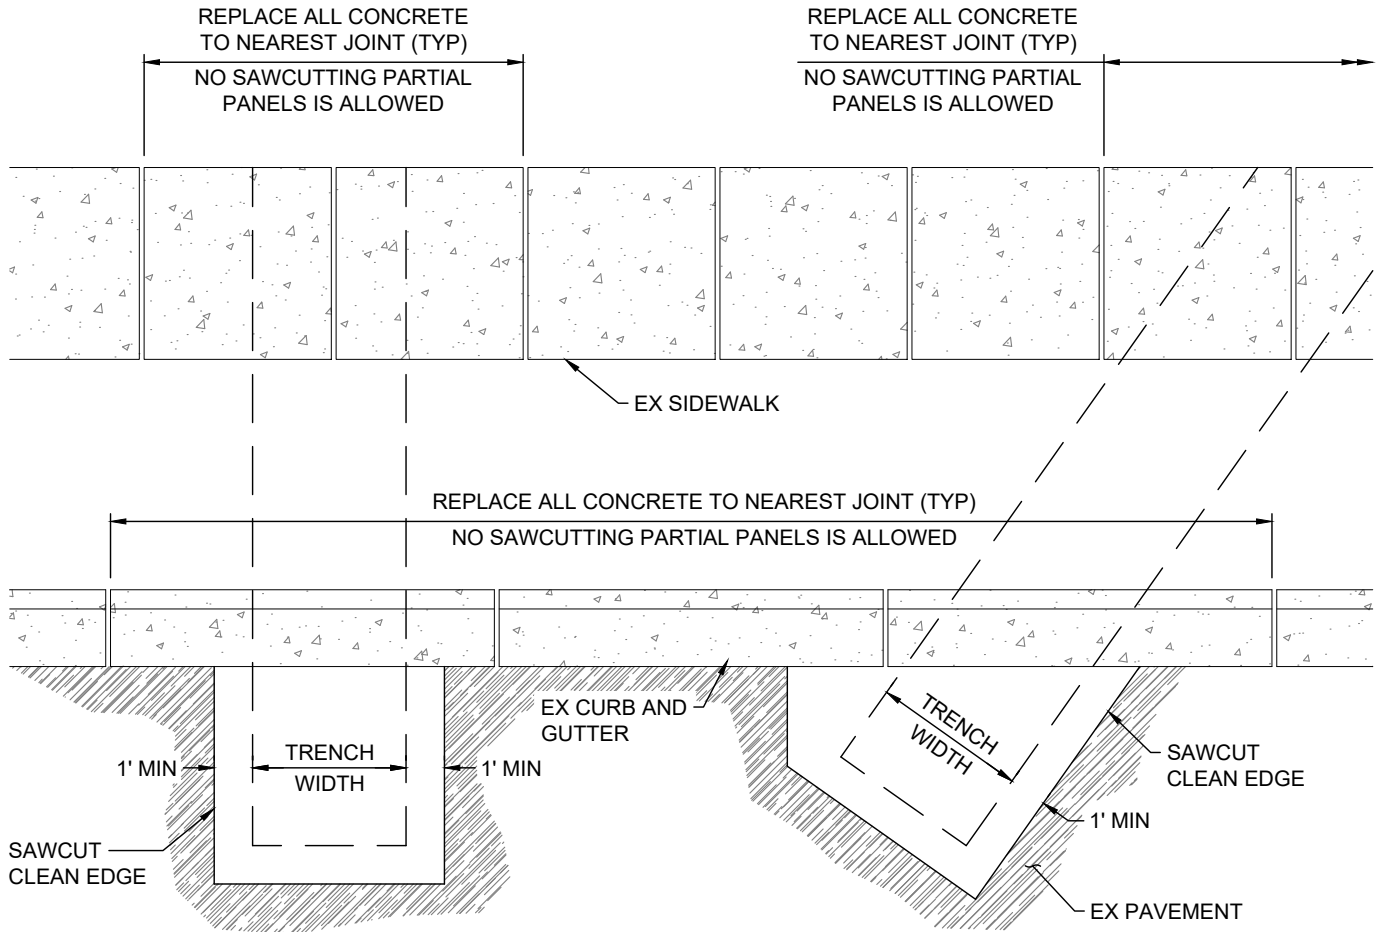 REPLACE ALL CONCRETE
TO NEAREST JOINT (TYP)
NO SAWCUTTING PARTIAL
PANELS IS ALLOWED
REPLACE ALL CONCRETE
TO NEAREST JOINT (TYP)
NO SAWCUTTING PARTIAL
PANELS IS ALLOWED
EX SIDEWALK
REPLACE ALL CONCRETE TO NEAREST JOINT (TYP)
NO SAWCUTTING PARTIAL PANELS IS ALLOWED
EX CURB AND
GUTTER
1' MIN
TRENCH
WIDTH
1' MIN
SAWCUT
CLEAN EDGE
TRENCH
WIDTH
SAWCUT
CLEAN EDGE
1' MIN
EX PAVEMENT